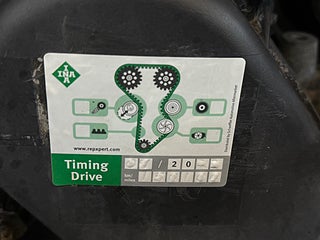 INA
www.repxpert.com
Timing
Drive
/ 20
km/
miles